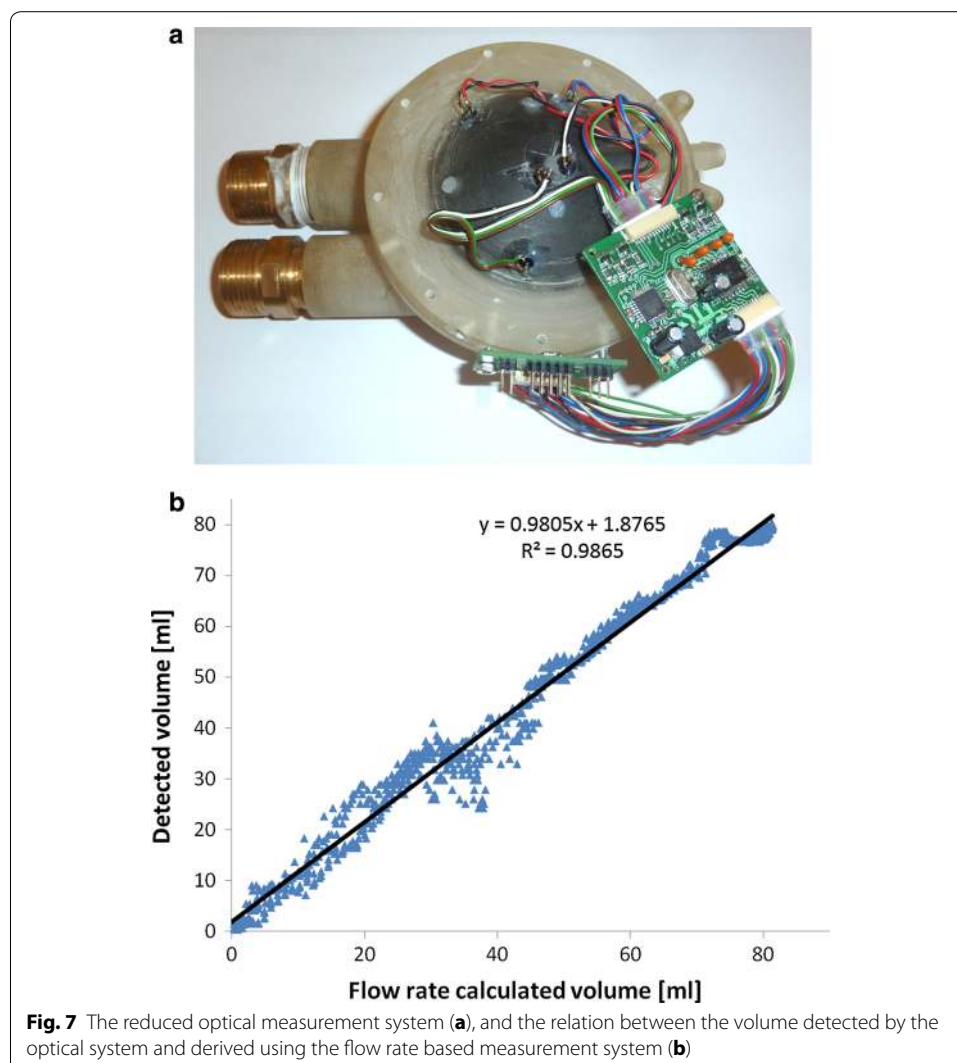 a
b
y = 0.9805x + 1.8765
R² = 0.9865
80
70
60
50
40
30
20
10
0
Detected volume [ml]
0 20 40 60 80
Flow rate calculated volume [ml]
Fig. 7 The reduced optical measurement system (a), and the relation between the volume detected by the
optical system and derived using the flow rate based measurement system (b)